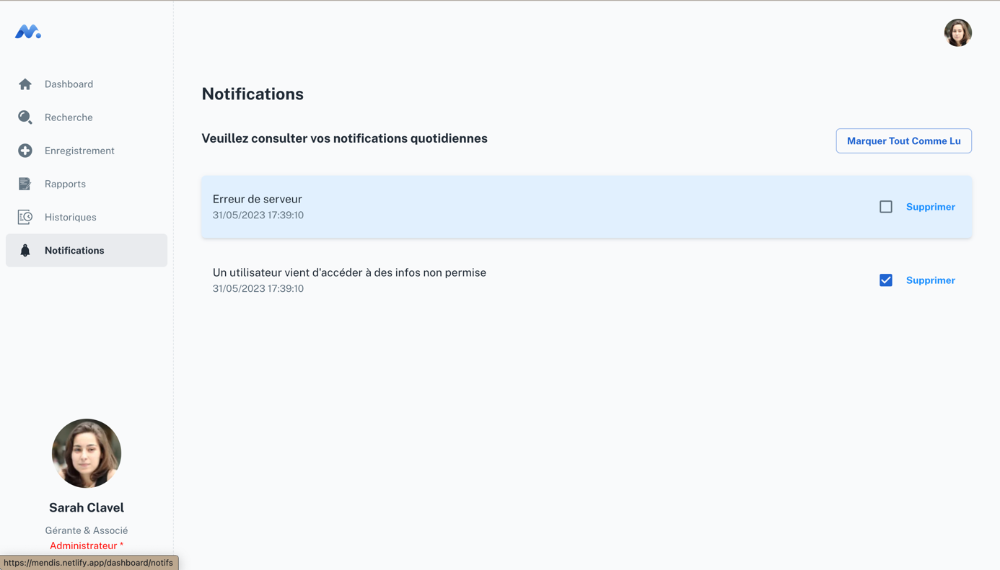 Dashboard
Recherche
Enregistrement
Rapports
Historiques
Notifications
Sarah Clavel
Gérante & Associé
Administrateur *
https://mendis.netlify.app/dashboard/notifs
Notifications
Veuillez consulter vos notifications quotidiennes
Marquer Tout Comme Lu
Erreur de serveur
31/05/2023 17:39:10
Supprimer
Un utilisateur vient d'accéder à des infos non permise
31/05/2023 17:39:10
Supprimer